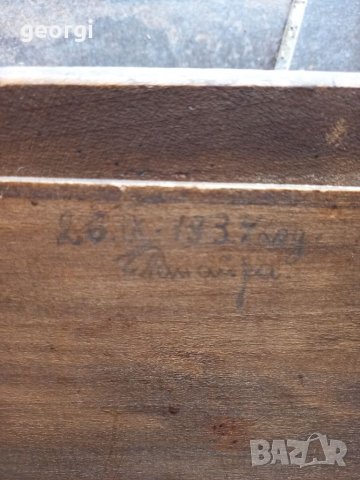 georgi
26.IX-1937 год
BAZAR